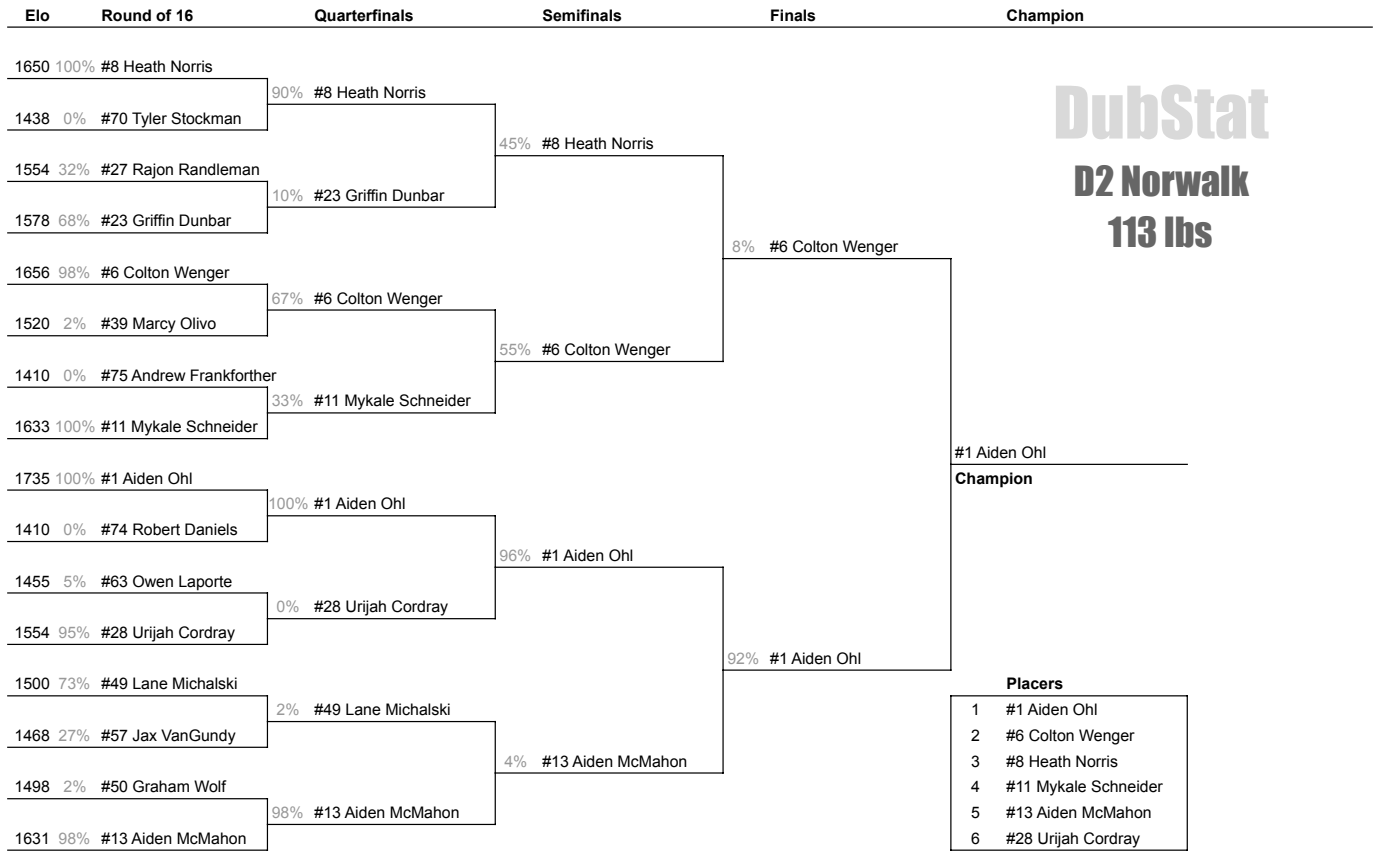 Elo Round of 16 Quarterfinals Semifinals Finals Champion
DubStat
D2 Norwalk
113 lbs
1650 100% #8 Heath Norris
90% #8 Heath Norris
1438 0% #70 Tyler Stockman
45% #8 Heath Norris
1554 32% #27 Rajon Randleman
10% #23 Griffin Dunbar
1578 68% #23 Griffin Dunbar
8% #6 Colton Wenger
1656 98% #6 Colton Wenger
67% #6 Colton Wenger
1520 2% #39 Marcy Olivo
55% #6 Colton Wenger
1410 0% #75 Andrew Frankforther
33% #11 Mykale Schneider
1633 100% #11 Mykale Schneider
#1 Aiden Ohl
Champion
1735 100% #1 Aiden Ohl
100% #1 Aiden Ohl
1410 0% #74 Robert Daniels
96% #1 Aiden Ohl
1455 5% #63 Owen Laporte
0% #28 Urijah Cordray
1554 95% #28 Urijah Cordray
92% #1 Aiden Ohl
1500 73% #49 Lane Michalski
2% #49 Lane Michalski
1468 27% #57 Jax VanGundy
4% #13 Aiden McMahon
1498 2% #50 Graham Wolf
98% #13 Aiden McMahon
1631 98% #13 Aiden McMahon
Placers
1 #1 Aiden Ohl
2 #6 Colton Wenger
3 #8 Heath Norris
4 #11 Mykale Schneider
5 #13 Aiden McMahon
6 #28 Urijah Cordray